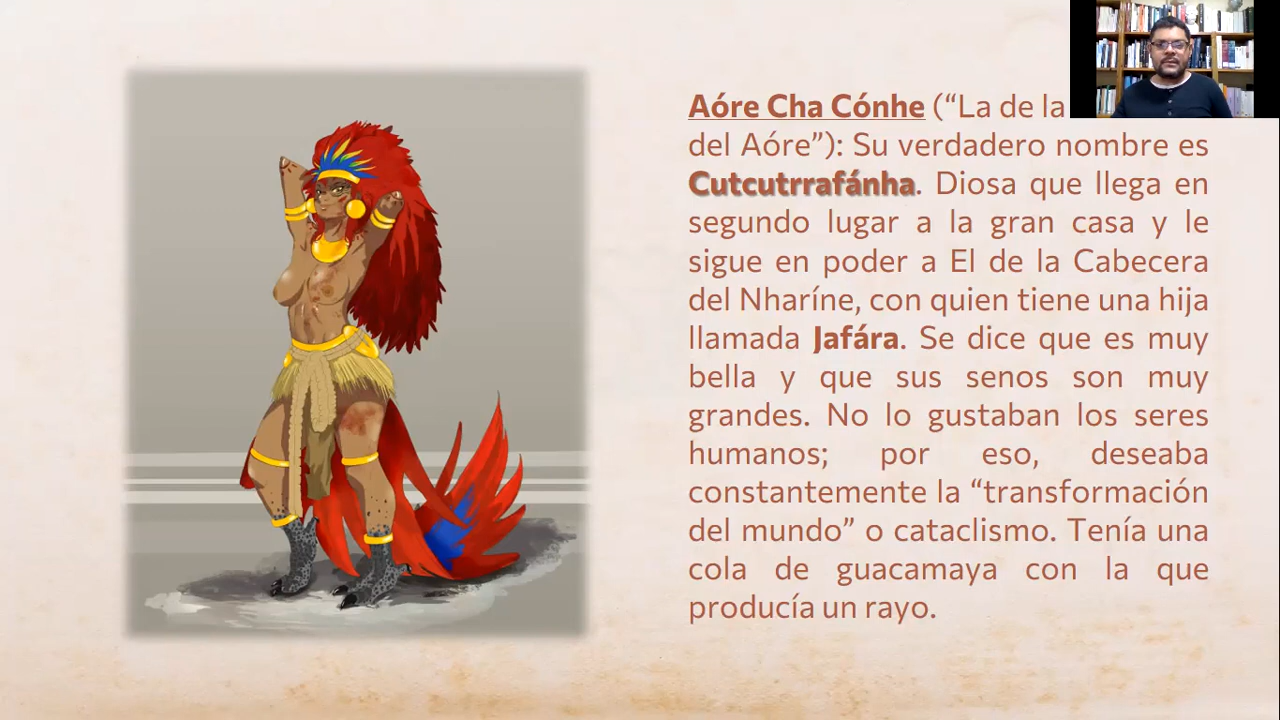 Aóre Cha Cónhe (“La de la
del Aóre”): Su verdadero nombre es
Cutcutrrafánha. Diosa que llega en
segundo lugar a la gran casa y le
sigue en poder a El de la Cabecera
del Nharíne, con quien tiene una hija
llamada Jafára. Se dice que es muy
bella y que sus senos son muy
grandes. No lo gustaban los seres
humanos; por eso, deseaba
constantemente la “transformación
del mundo” o cataclismo. Tenía una
cola de guacamaya con la que
producía un rayo.